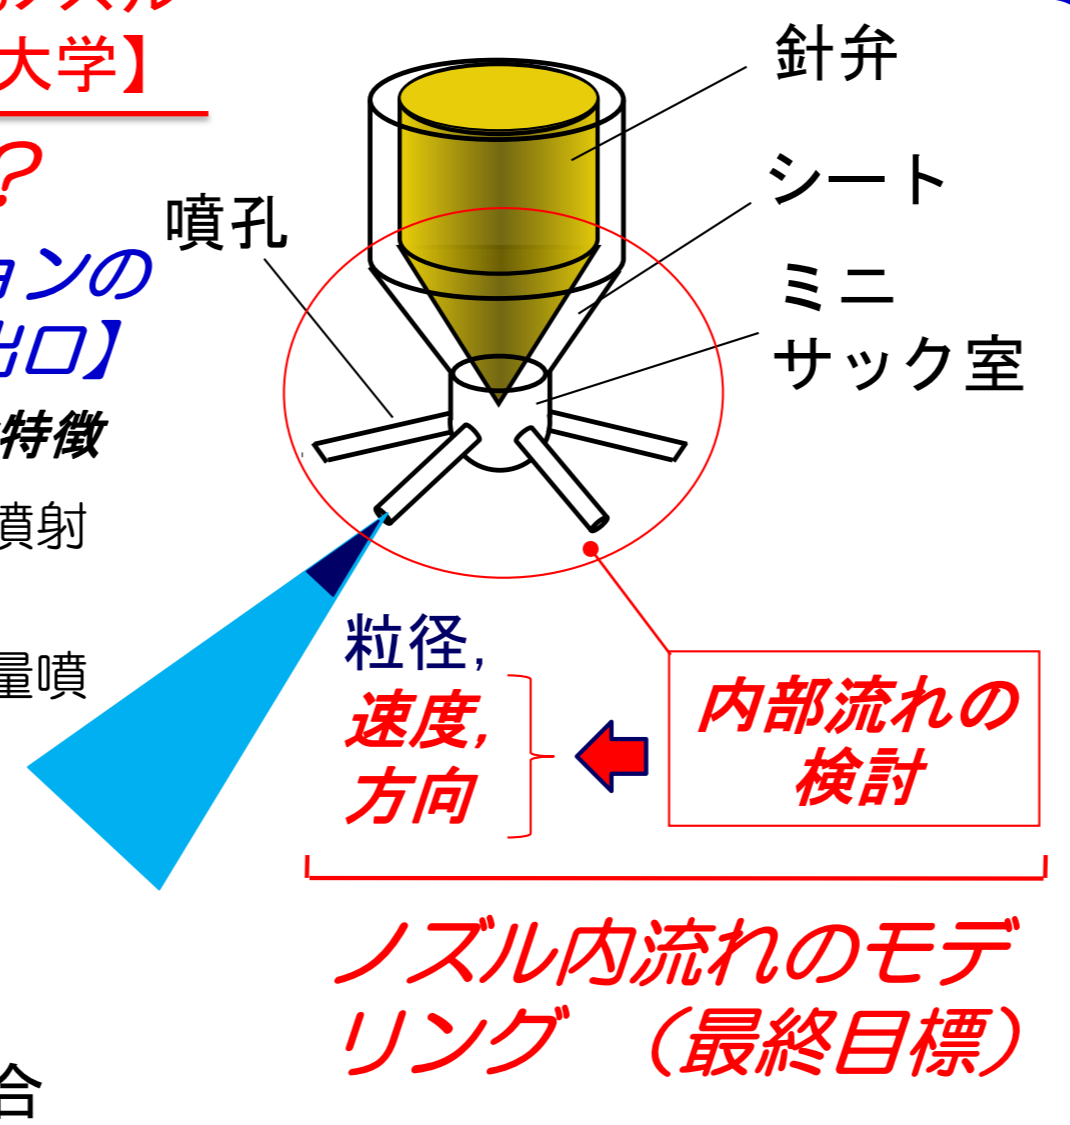 大学】
?
ョンの
出口】
特徴
噴射
量噴
合
針弁
シート
噴孔
ミニ
サック室
粒径,
速度,
方向
内部流れの
検討
ノズル内流れのモデ
リング （最終目標）